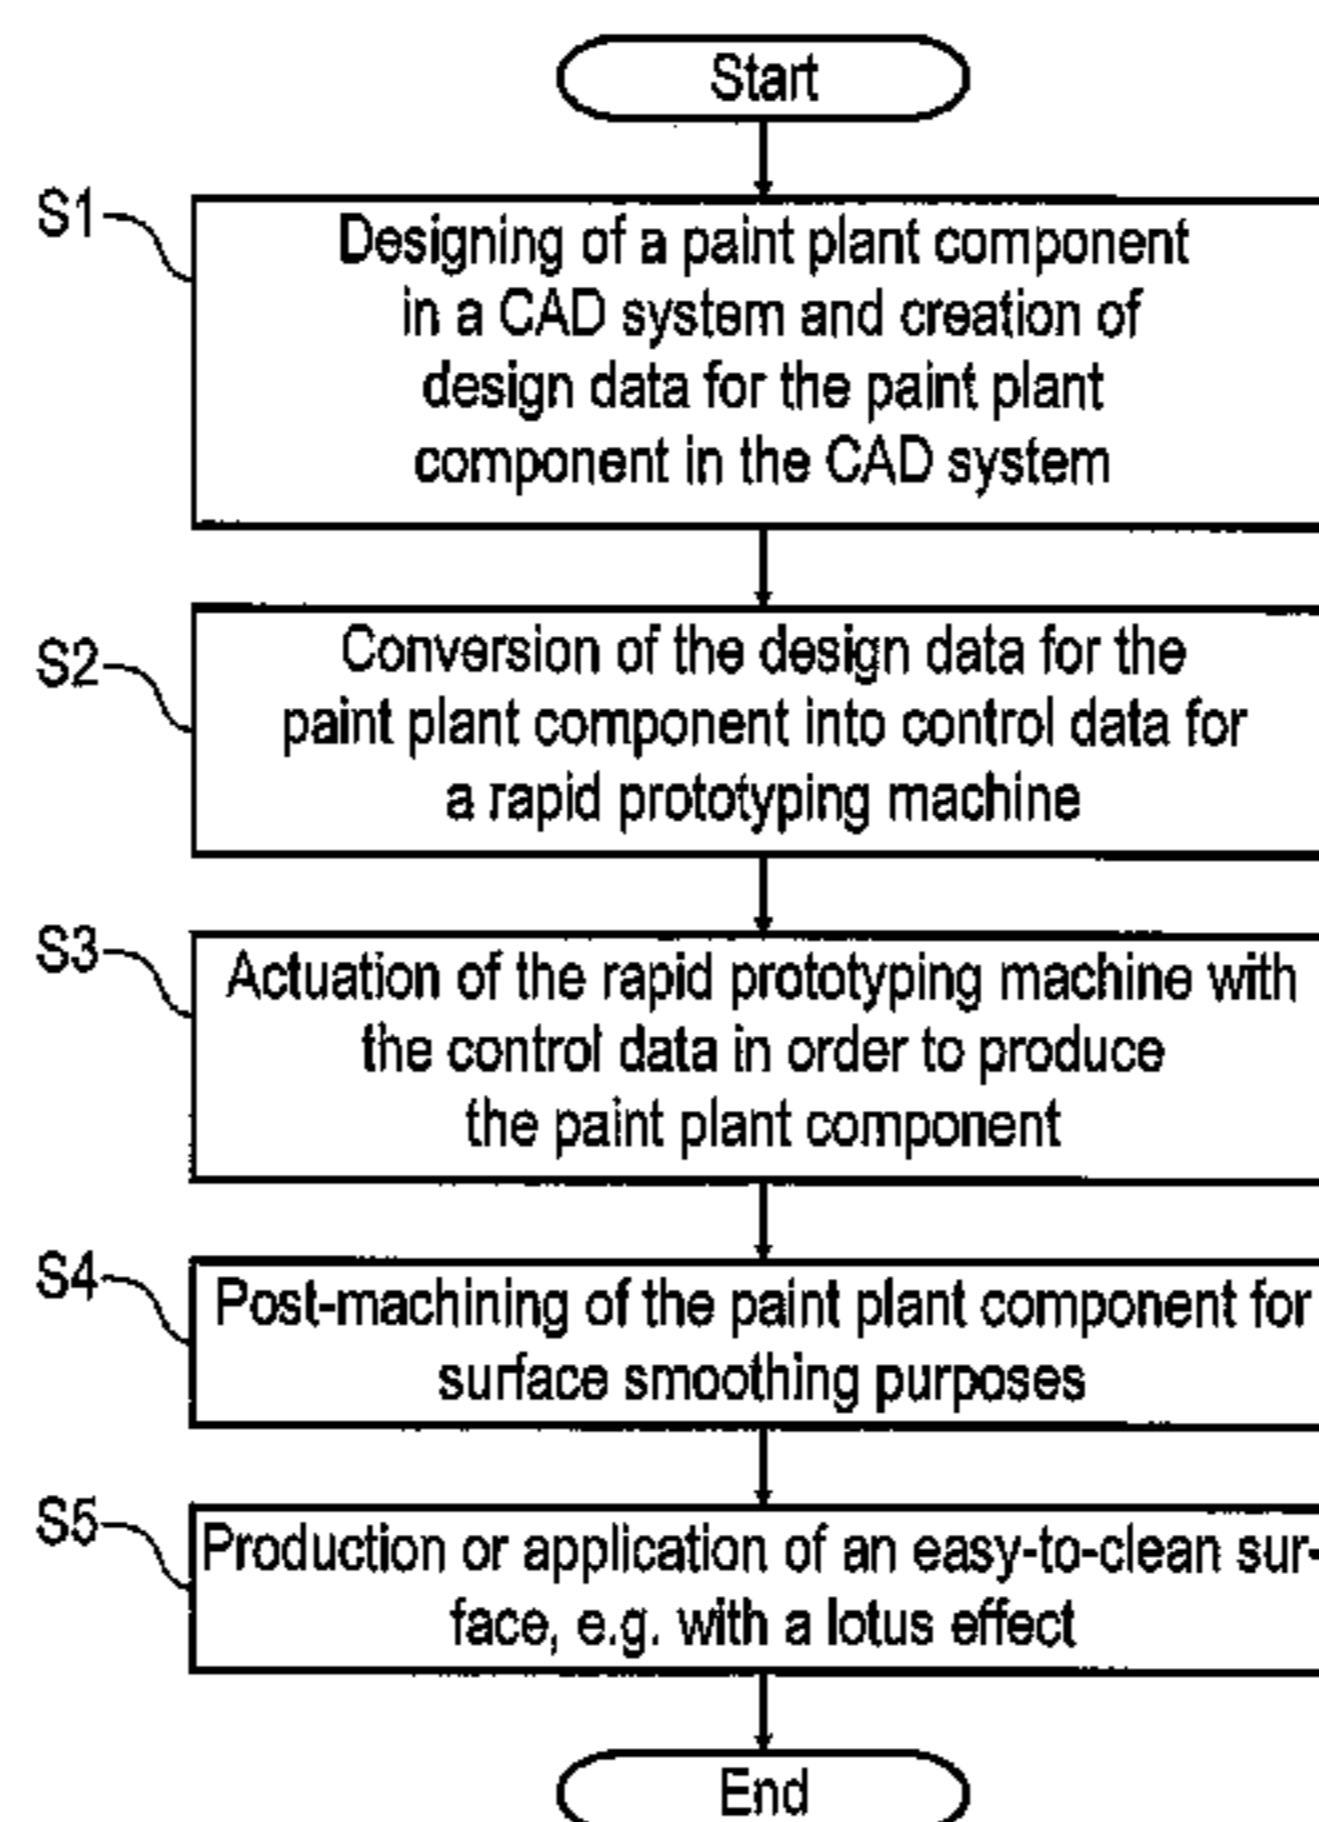 Start
S1
Designing of a paint plant component
in a CAD system and creation of
design data for the paint plant
component in the CAD system
S2
Conversion of the design data for the
paint plant component into control data for
a rapid prototyping machine
S3
Actuation of the rapid prototyping machine with
the control data in order to produce
the paint plant component
S4
Post-machining of the paint plant component for
surface smoothing purposes
S5
Production or application of an easy-to-clean sur-
face, e.g. with a lotus effect
End